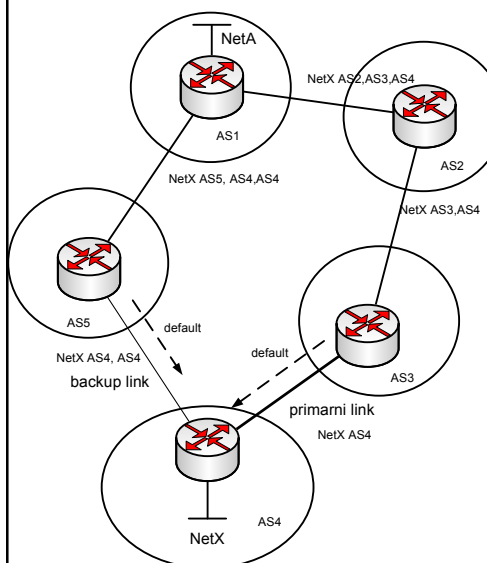 NetA
NetX AS2,AS3,AS4
AS1
AS2
NetX AS5, AS4,AS4
NetX AS3,AS4
AS5
default
default
NetX AS4, AS4
AS3
backup link
primarni link
NetX AS4
AS4
NetX